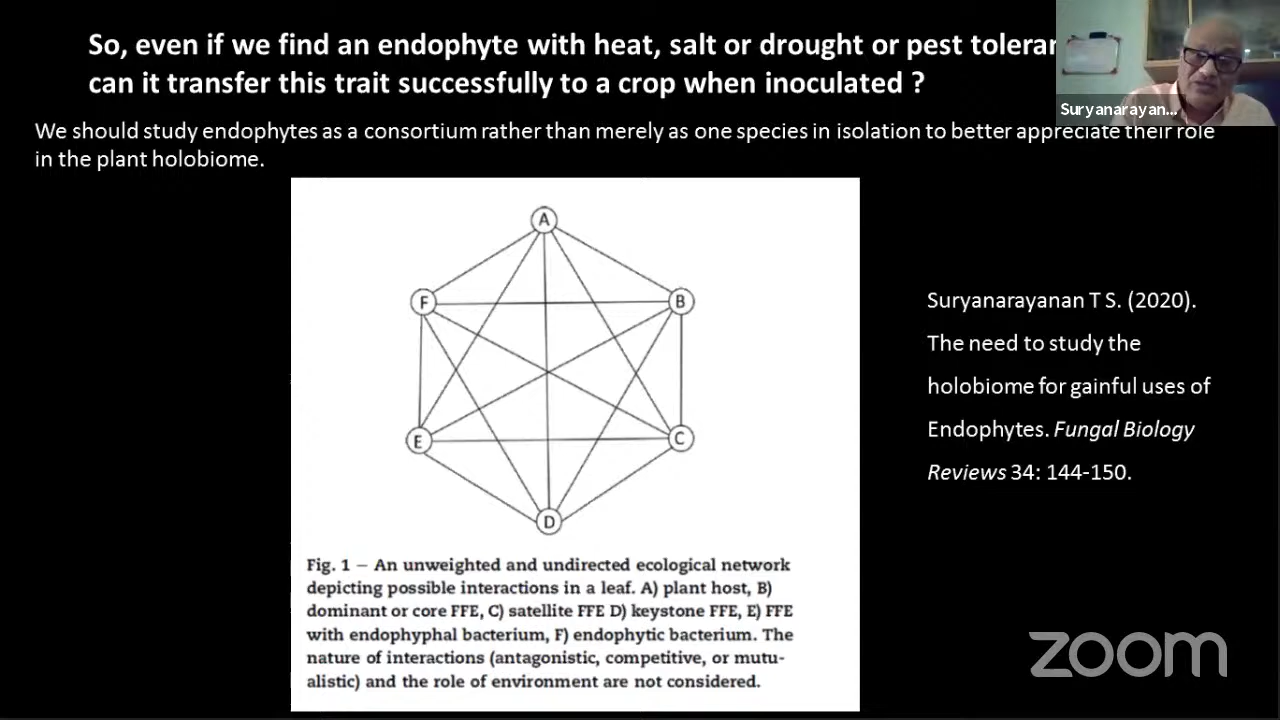 So, even if we find an endophyte with heat, salt or drought or pest
can it transfer this trait successfully to a crop when inoculated ?
Suryanarayan...
We should study endophytes as a consortium rather than merely as one species in isolation to better appreciate their role
in the plant holobiome.
A
F
B
E
C
D
Suryanarayanan T S. (2020).
The need to study the
holobiome for gainful uses of
Endophytes. Fungal Biology
Reviews 34: 144-150.
Fig. 1 – An unweighted and undirected ecological network
depicting possible interactions in a leaf. A) plant host, B)
dominant or core FFE, C) satellite FFE D) keystone FFE, E) FFE
with endophyphal bacterium, F) endophytic bacterium. The
nature of interactions (antagonistic, competitive, or mutu-
alistic) and the role of environment are not considered.
zoom